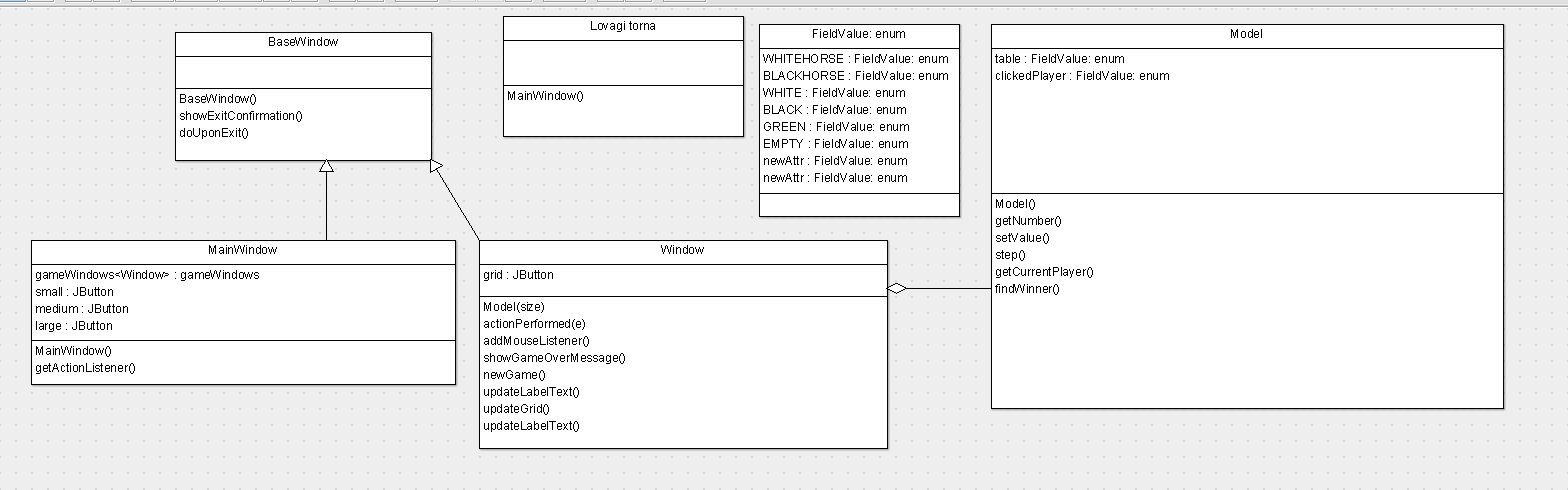 BaseWindow
BaseWindow()
showExitConfirmation()
doUponExit()
Lovagi torna
MainWindow()
FieldValue: enum
WHITEHORSE : FieldValue: enum
BLACKHORSE : FieldValue: enum
WHITE : FieldValue: enum
BLACK : FieldValue: enum
GREEN : FieldValue: enum
EMPTY : FieldValue: enum
newAttr : FieldValue: enum
newAttr : FieldValue: enum
Model
table : FieldValue: enum
clickedPlayer : FieldValue: enum
Model()
getNumber()
setValue()
step()
getCurrentPlayer()
findWinner()
MainWindow
gameWindows<Window> : gameWindows
small : JButton
medium : JButton
large : JButton
MainWindow()
getActionListener()
Window
grid : JButton
Model(size)
actionPerformed(e)
addMouseListener()
showGameOverMessage()
newGame()
updateLabelText()
updateGrid()
updateLabelText()